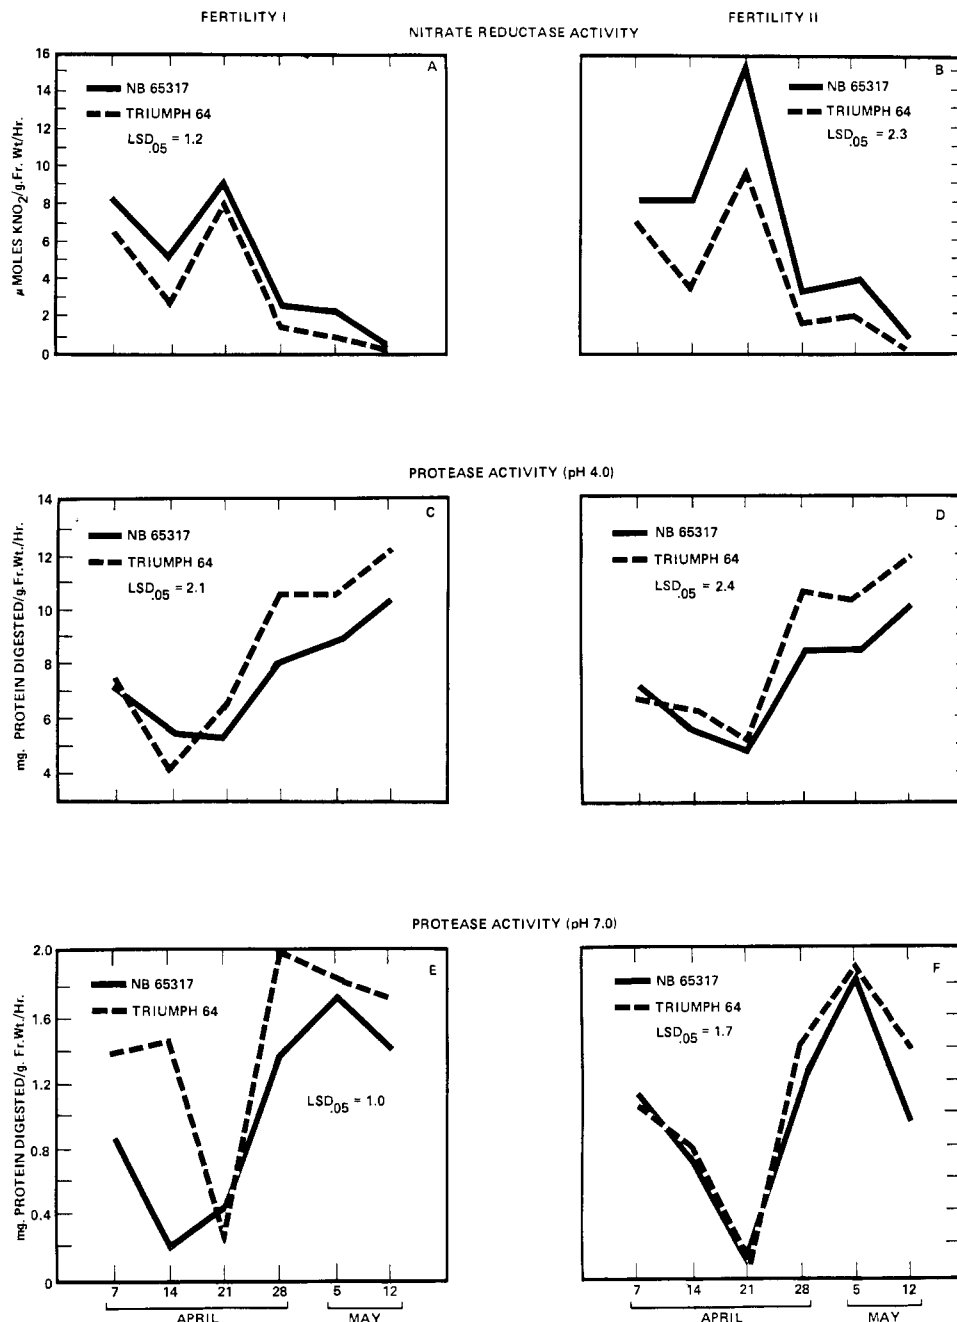 FERTILITY I
FERTILITY II
NITRATE REDUCTASE ACTIVITY
μ MOLES KNO2/g.Fr. Wt/Hr.
16
14
12
10
8
6
4
2
0
A
NB 65317
TRIUMPH 64
LSD.05 = 1.2
B
NB 65317
TRIUMPH 64
LSD.05 = 2.3
PROTEASE ACTIVITY (pH 4.0)
mg. PROTEIN DIGESTED/g.Fr.Wt./Hr.
14
12
10
8
6
4
C
NB 65317
TRIUMPH 64
LSD.05 = 2.1
D
NB 65317
TRIUMPH 64
LSD.05 = 2.4
PROTEASE ACTIVITY (pH 7.0)
mg. PROTEIN DIGESTED/g. Fr.Wt./Hr.
2.0
1.6
1.2
0.8
0.4
0
E
NB 65317
TRIUMPH 64
LSD.05 = 1.0
7 14 21 28 5 12
APRIL MAY
F
NB 65317
TRIUMPH 64
LSD.05 = 1.7
7 14 21 28 5 12
APRIL MAY